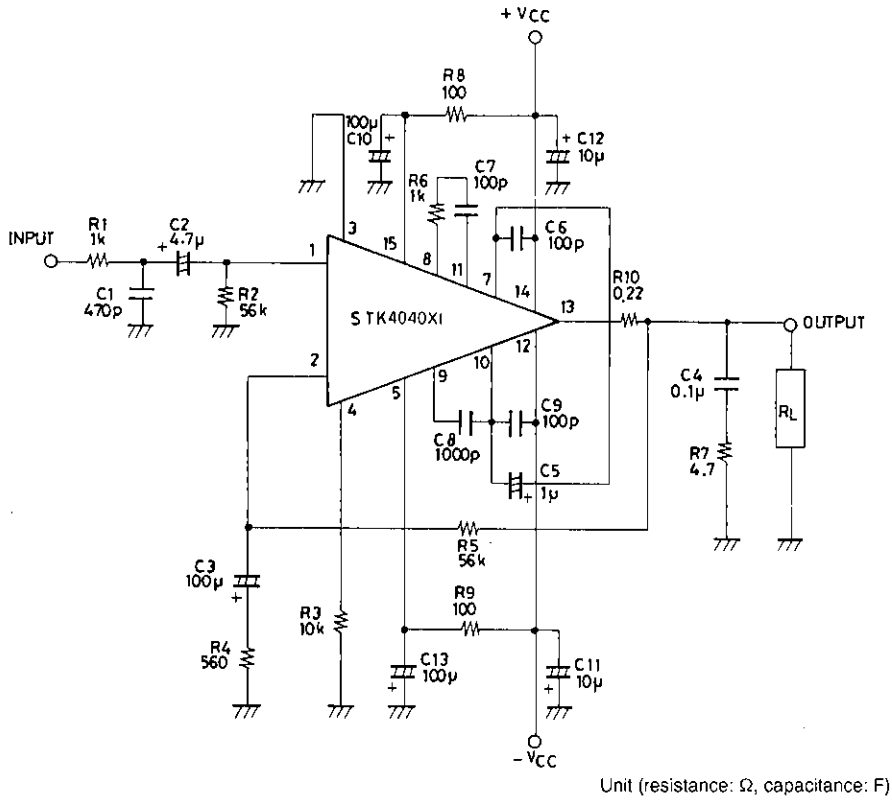 + VCC
R8
100
100µ
C10
+
+
C12
10µ
C7
100p
R6
1k
3
15
8
11
C6
100p
7
14
R10
0.22
INPUT
R1
1k
C2
+
4.7µ
1
C1
470p
R2
56k
STK4040XI
13
OUTPUT
2
12
10
9
5
4
C4
0.1µ
RL
C9
100p
C8
1000p
C5
+
1µ
R7
4.7
R5
56k
C3
100µ
+
R3
10k
R9
100
R4
560
C13
100µ
+
C11
10µ
+
- VCC
Unit (resistance: Ω, capacitance: F)